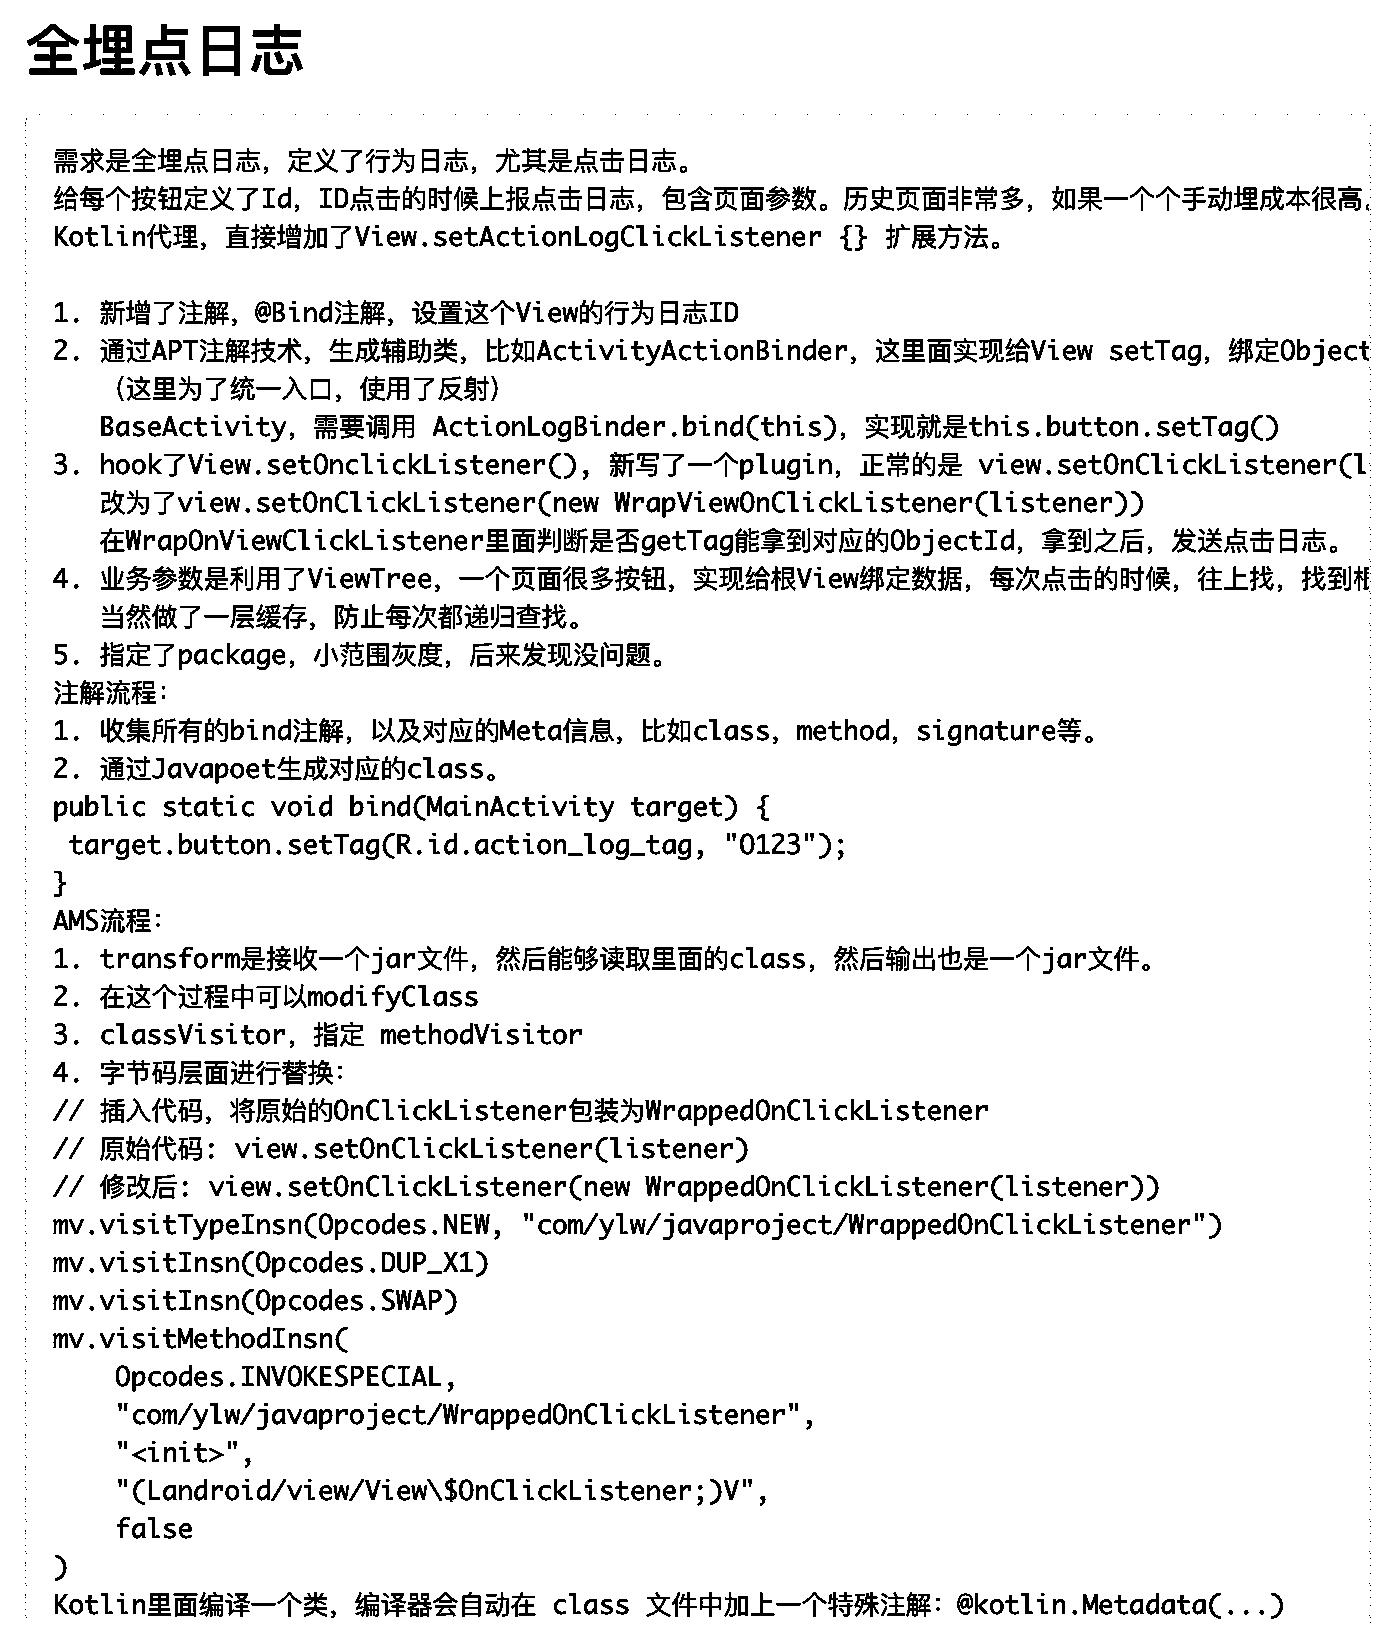 全埋点日志
需求是全埋点日志，定义了行为日志，尤其是点击日志。
给每个按钮定义了Id，ID点击的时候上报点击日志，包含页面参数。历史页面非常多，如果一个个手动埋成本很高。
Kotlin代理，直接增加了View.setActionLogClickListener {} 扩展方法。
1. 新增了注解，@Bind注解，设置这个View的行为日志ID
2. 通过APT注解技术，生成辅助类，比如ActivityActionBinder，这里面实现给View setTag，绑定Object
（这里为了统一入口，使用了反射）
BaseActivity，需要调用 ActionLogBinder.bind(this)，实现就是this.button.setTag()
3. hook了View.setOnclickListener()，新写了一个plugin，正常的是 view.setOnClickListener(l
改为了view.setOnClickListener(new WrapViewOnClickListener(listener))
在WrapOnViewClickListener里面判断是否getTag能拿到对应的ObjectId，拿到之后，发送点击日志。
4. 业务参数是利用了ViewTree，一个页面很多按钮，实现给根View绑定数据，每次点击的时候，往上找，找到根
当然做了一层缓存，防止每次都递归查找。
5. 指定了package，小范围灰度，后来发现没问题。
注解流程：
1. 收集所有的bind注解，以及对应的Meta信息，比如class，method，signature等。
2. 通过Javapoet生成对应的class。
public static void bind(MainActivity target) {
target.button.setTag(R.id.action_log_tag, "O123");
}
AMS流程：
1. transform是接收一个jar文件，然后能够读取里面的class，然后输出也是一个jar文件。
2. 在这个过程中可以modifyClass
3. classVisitor，指定 methodVisitor
4. 字节码层面进行替换：
// 插入代码，将原始的OnClickListener包装为WrappedOnClickListener
// 原始代码: view.setOnClickListener(listener)
// 修改后: view.setOnClickListener(new WrappedOnClickListener(listener))
mv.visitTypeInsn(Opcodes.NEW, "com/ylw/javaproject/WrappedOnClickListener")
mv.visitInsn(Opcodes.DUP_X1)
mv.visitInsn(Opcodes.SWAP)
mv.visitMethodInsn(
Opcodes.INVOKESPECIAL,
"com/ylw/javaproject/WrappedOnClickListener",
"<init>",
"(Landroid/view/View\$OnClickListener;)V",
false
)
Kotlin里面编译一个类，编译器会自动在 class 文件中加上一个特殊注解：@kotlin.Metadata(...)